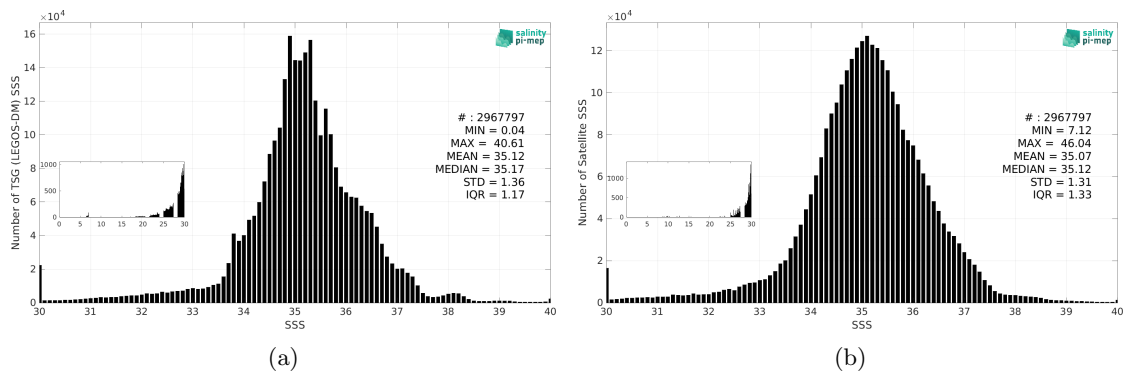 ×10⁴
16
14
12
10
8
6
4
2
0
Number of TSG (LEGOS-DM) SSS
salinity
pi-mep
# : 2967797
MIN = 0.04
MAX = 40.61
MEAN = 35.12
MEDIAN = 35.17
STD = 1.36
IQR = 1.17
1000
500
0
0 5 10 15 20 25 30
30 31 32 33 34 35 36 37 38 39 40
SSS
(a)
×10⁴
12
10
8
6
4
2
0
Number of Satellite SSS
salinity
pi-mep
# : 2967797
MIN = 7.12
MAX = 46.04
MEAN = 35.07
MEDIAN = 35.12
STD = 1.31
IQR = 1.33
1000
500
0
0 5 10 15 20 25 30
30 31 32 33 34 35 36 37 38 39 40
SSS
(b)